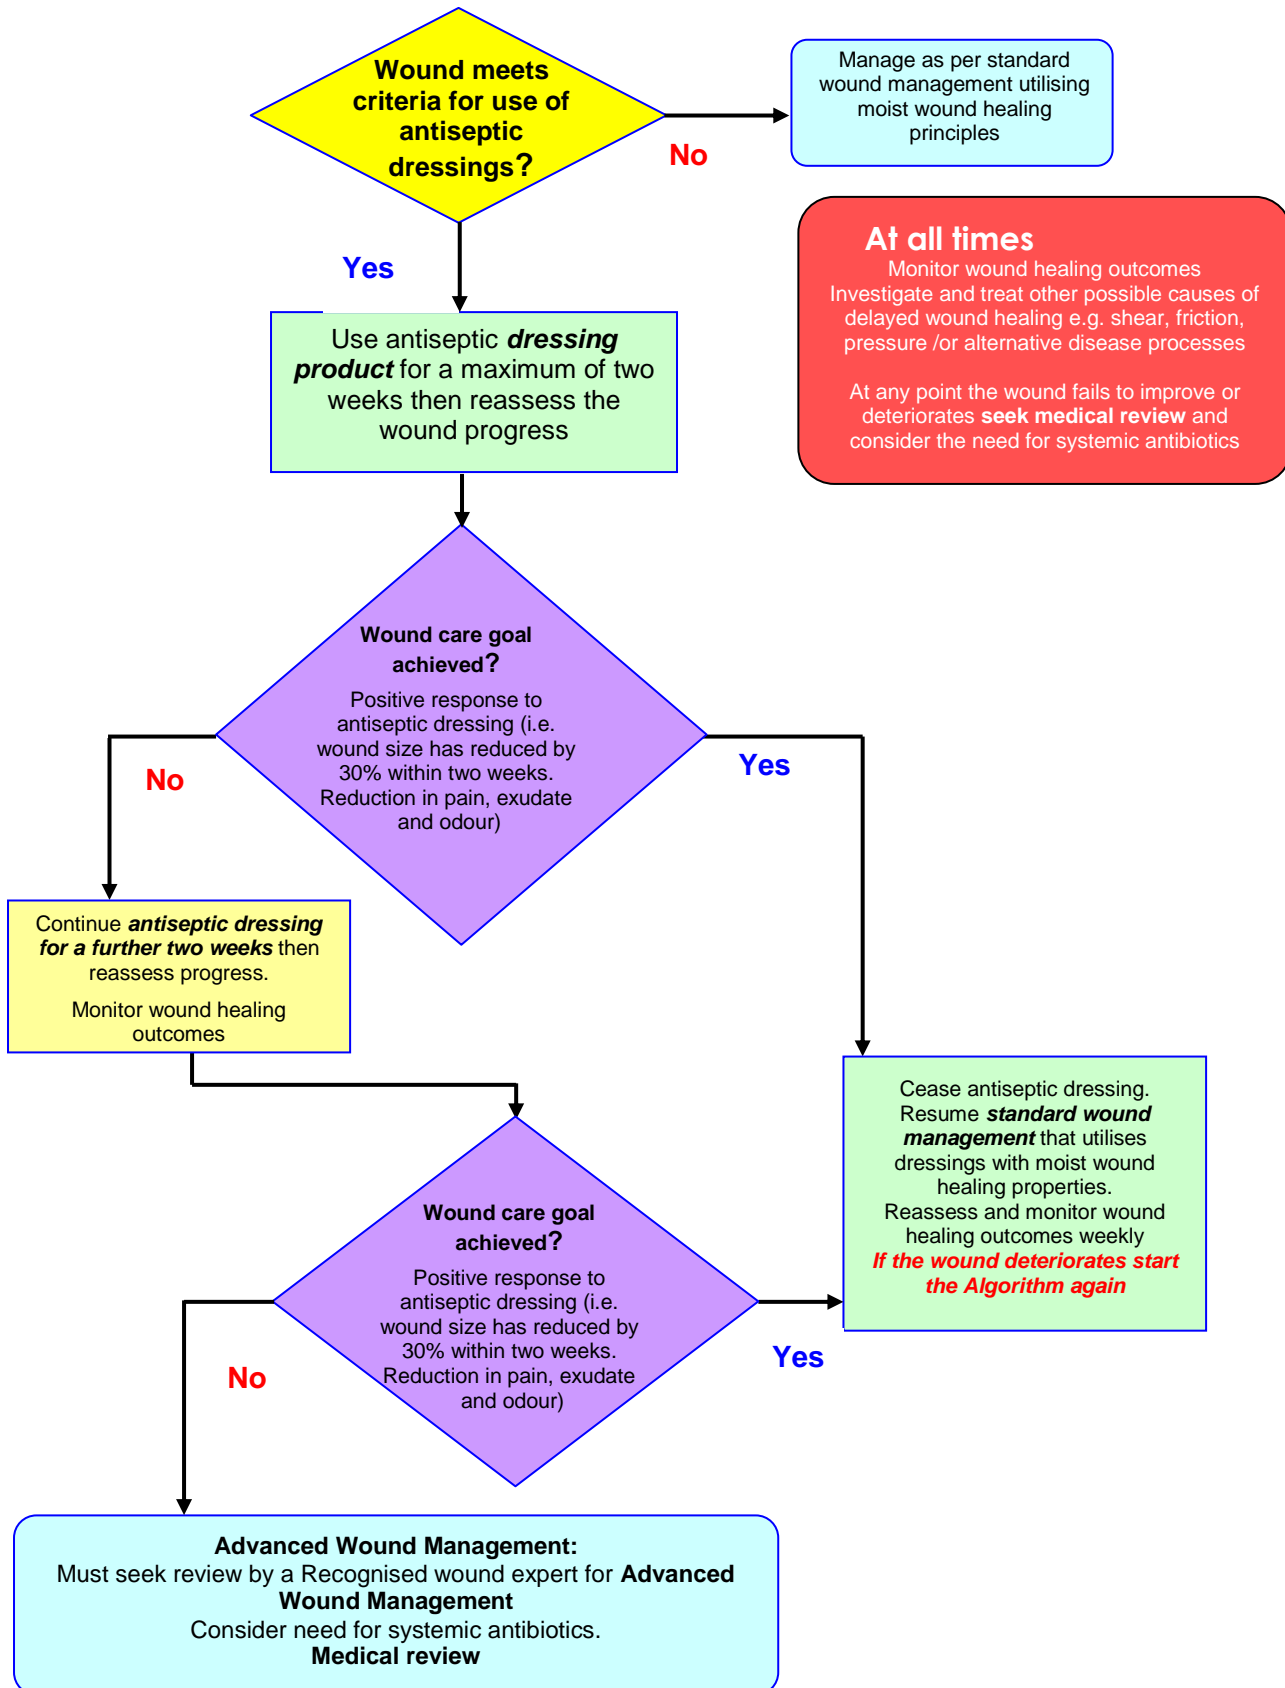 Wound meets
criteria for use of
antiseptic
dressings?
No
Manage as per standard
wound management utilising
moist wound healing
principles
At all times
Monitor wound healing outcomes
Investigate and treat other possible causes of
delayed wound healing e.g. shear, friction,
pressure /or alternative disease processes
At any point the wound fails to improve or
deteriorates seek medical review and
consider the need for systemic antibiotics
Yes
Use antiseptic dressing
product for a maximum of two
weeks then reassess the
wound progress
Wound care goal
achieved?
Positive response to
antiseptic dressing (i.e.
wound size has reduced by
30% within two weeks.
Reduction in pain, exudate
and odour)
No
Yes
Continue antiseptic dressing
for a further two weeks then
reassess progress.
Monitor wound healing
outcomes
Cease antiseptic dressing.
Resume standard wound
management that utilises
dressings with moist wound
healing properties.
Reassess and monitor wound
healing outcomes weekly
If the wound deteriorates start
the Algorithm again
Wound care goal
achieved?
Positive response to
antiseptic dressing (i.e.
wound size has reduced by
30% within two weeks.
Reduction in pain, exudate
and odour)
No
Yes
Advanced Wound Management:
Must seek review by a Recognised wound expert for Advanced
Wound Management
Consider need for systemic antibiotics.
Medical review